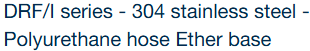 DRF/I series - 304 stainless steel -
Polyurethane hose Ether base